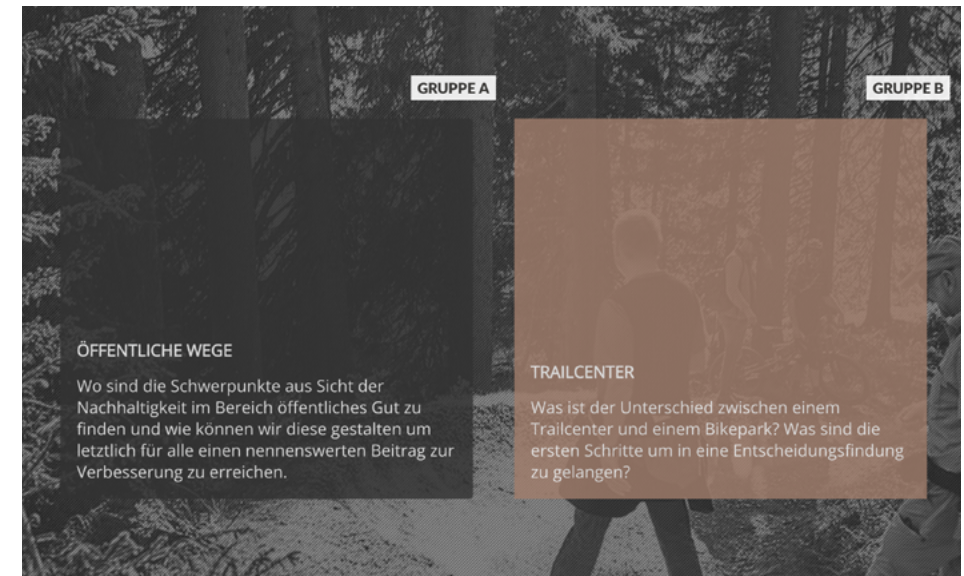 GRUPPE A
ÖFFENTLICHE WEGE
Wo sind die Schwerpunkte aus Sicht der
Nachhaltigkeit im Bereich öffentliches Gut zu
finden und wie können wir diese gestalten um
letztlich für alle einen nennenswerten Beitrag zur
Verbesserung zu erreichen.
GRUPPE B
TRAILCENTER
Was ist der Unterschied zwischen einem
Trailcenter und einem Bikepark? Was sind die
ersten Schritte um in eine Entscheidungsfindung
zu gelangen?